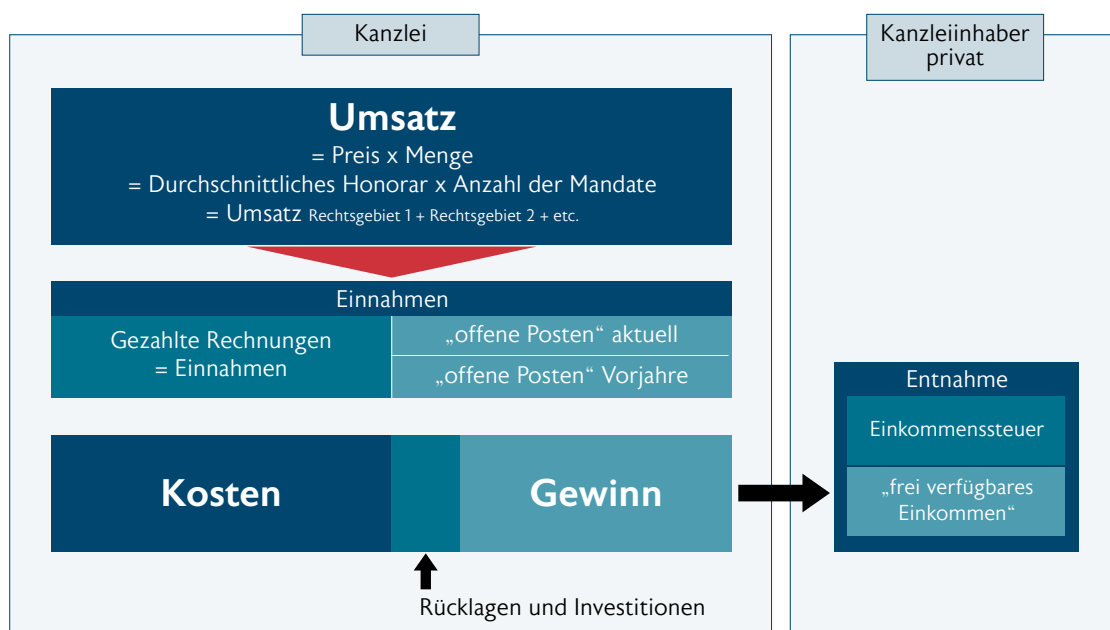 Kanzlei
Umsatz
= Preis x Menge
= Durchschnittliches Honorar x Anzahl der Mandate
= Umsatz Rechtsgebiet 1 + Rechtsgebiet 2 + etc.
Einnahmen
Gezahlte Rechnungen
= Einnahmen
„offene Posten“ aktuell
„offene Posten“ Vorjahre
Kosten
Gewinn
Rücklagen und Investitionen
Kanzleiinhaber
privat
Entnahme
Einkommenssteuer
„frei verfügbares
Einkommen“